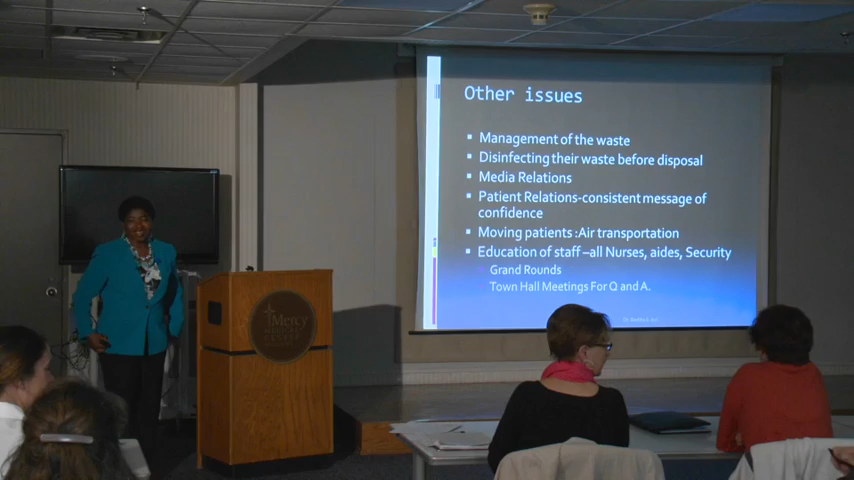 Other issues
Management of the waste
Disinfecting their waste before disposal
Media Relations
Patient Relations-consistent message of
confidence
Moving patients :Air transportation
Education of staff –all Nurses, aides, Security
Grand Rounds
Town Hall Meetings For Q and A.
Mercy